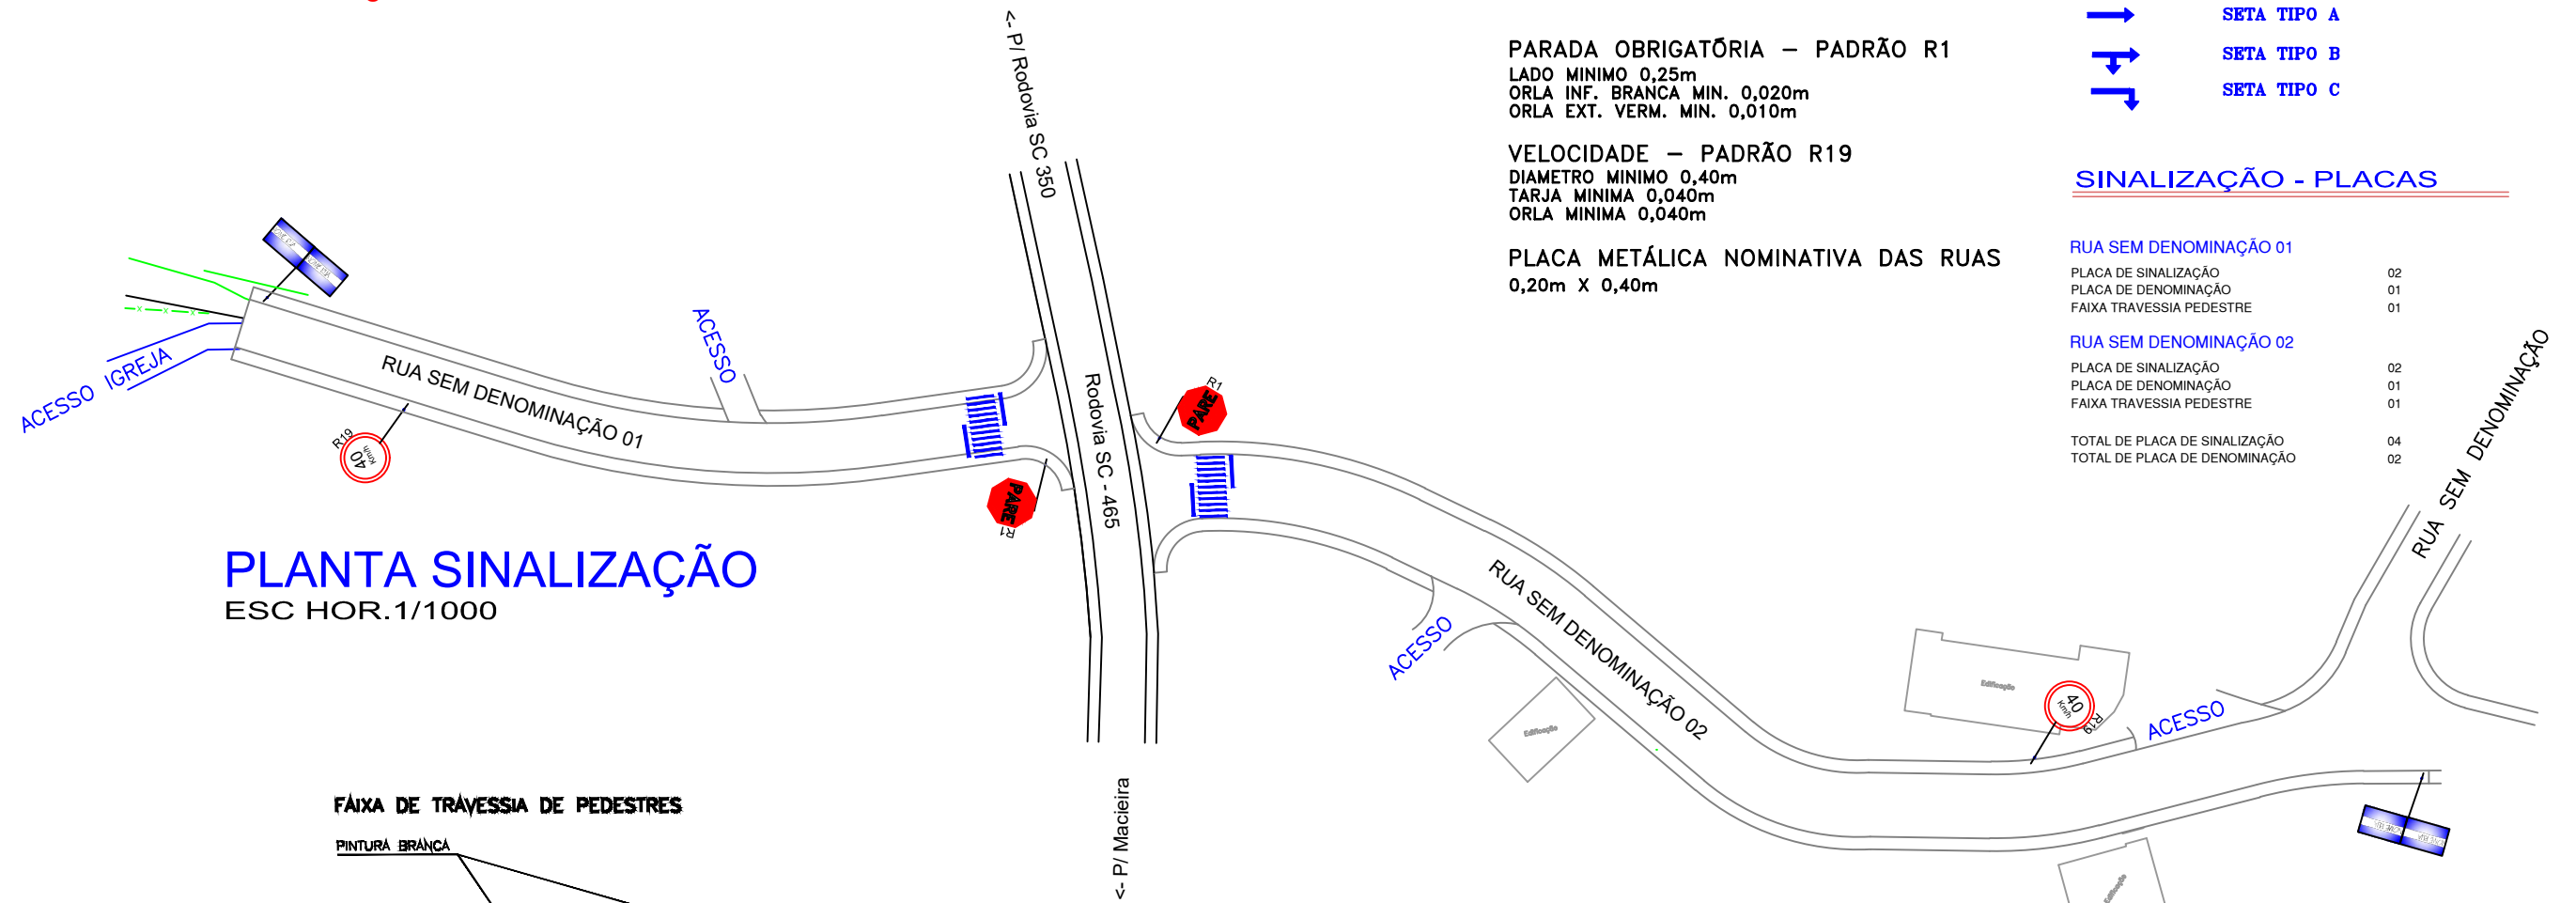 <- P/ Rodovia SC 350
PARADA OBRIGATÓRIA – PADRÃO R1
LADO MINIMO 0,25m
ORLA INF. BRANCA MIN. 0,020m
ORLA EXT. VERM. MIN. 0,010m
VELOCIDADE – PADRÃO R19
DIAMETRO MINIMO 0,40m
TARJA MINIMA 0,040m
ORLA MINIMA 0,040m
PLACA METÁLICA NOMINATIVA DAS RUAS
0,20m X 0,40m
SETA TIPO A
SETA TIPO B
SETA TIPO C
SINALIZAÇÃO - PLACAS
RUA SEM DENOMINAÇÃO 01
PLACA DE SINALIZAÇÃO 02
PLACA DE DENOMINAÇÃO 01
FAIXA TRAVESSIA PEDESTRE 01
RUA SEM DENOMINAÇÃO 02
PLACA DE SINALIZAÇÃO 02
PLACA DE DENOMINAÇÃO 01
FAIXA TRAVESSIA PEDESTRE 01
TOTAL DE PLACA DE SINALIZAÇÃO 04
TOTAL DE PLACA DE DENOMINAÇÃO 02
ACESSO IGREJA
RUA SEM DENOMINAÇÃO 01
R19
40
Km/h
ACESSO
Rodovia SC - 465
PARE
R1
PARE
R1
RUA SEM DENOMINAÇÃO
PLANTA SINALIZAÇÃO
ESC HOR.1/1000
ACESSO
RUA SEM DENOMINAÇÃO 02
Edificação
Edificação
40
Km/h
R19
ACESSO
<- P/ Macieira
FAIXA DE TRAVESSIA DE PEDESTRES
PINTURA BRANCA
Edificação